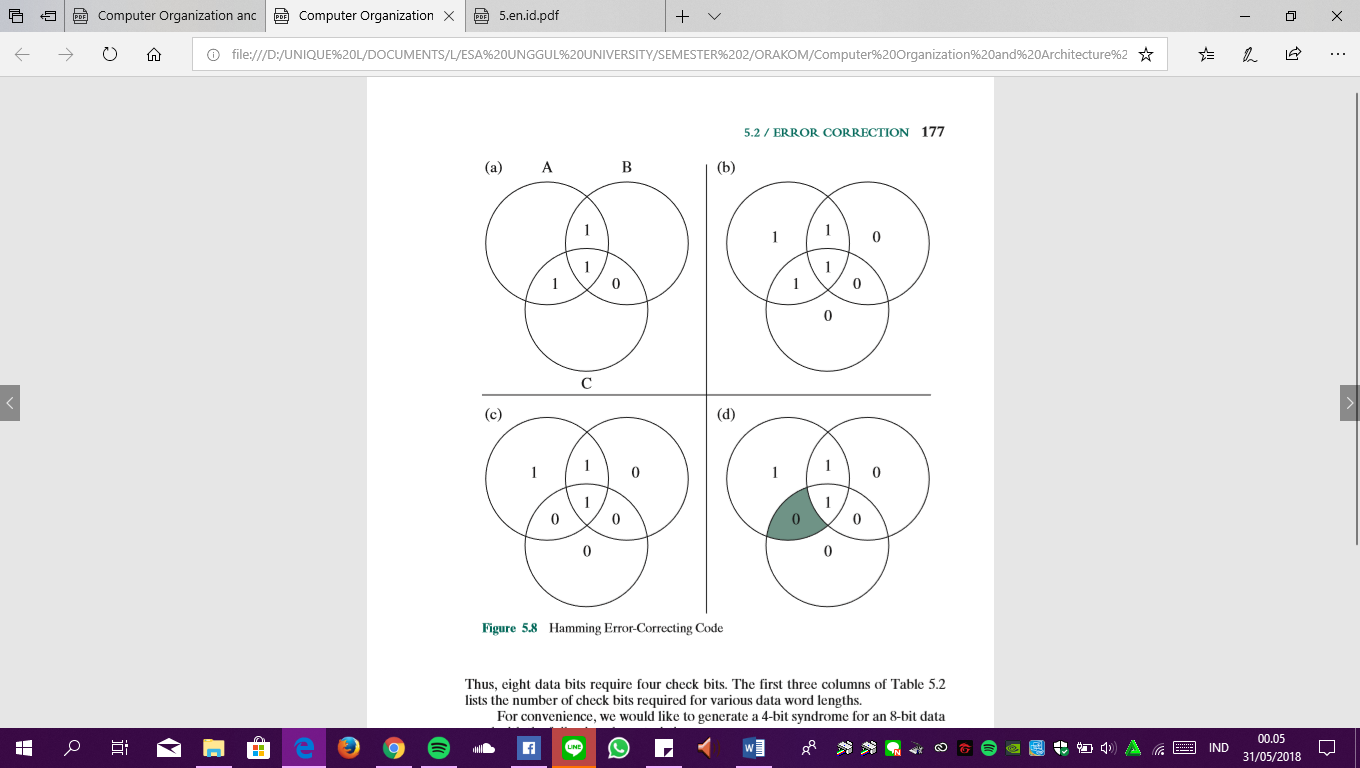 Computer Organization anc
Computer Organization
5.en.id.pdf
file:///D:/UNIQUE%20L/DOCUMENTS/L/ESA%20UNGGUL%20UNIVERSITY/SEMESTER%202/ORAKOM/Computer%20Organization%20and%20Architecture%2
5.2 / ERROR CORRECTION 177
(a) A B (b)
1 1 1 0
1 1
1 0 1 0
0
C
(c) (d)
1 1 0 1 1 0
1 1
0 0 0 0
0 0
Figure 5.8 Hamming Error-Correcting Code
Thus, eight data bits require four check bits. The first three columns of Table 5.2
lists the number of check bits required for various data word lengths.
For convenience, we would like to generate a 4-bit syndrome for an 8-bit data
IND
00.05
31/05/2018